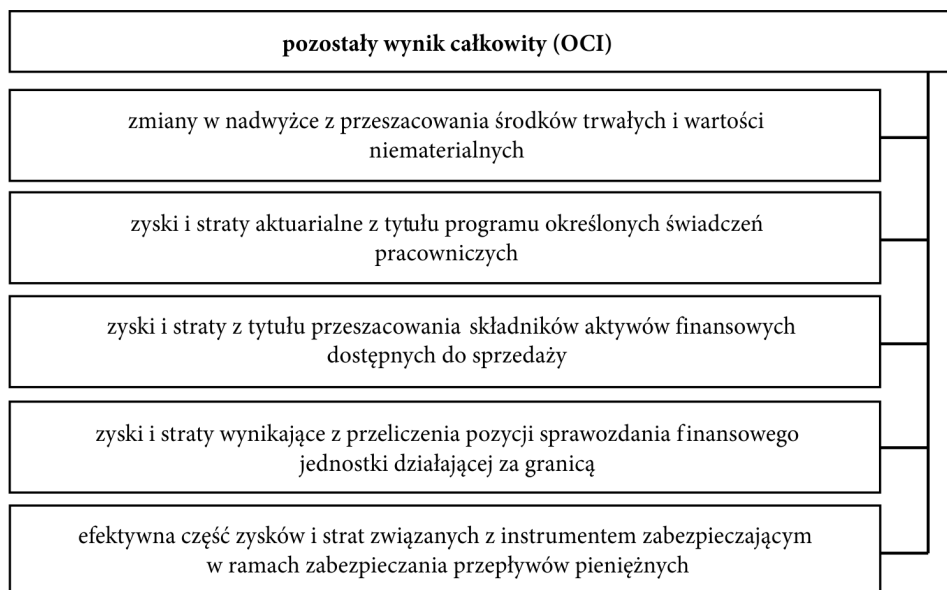 pozostały wynik całkowity (OCI)
zmiany w nadwyżce z przeszacowania środków trwałych i wartości
niematerialnych
zyski i straty aktuarialne z tytułu programu określonych świadczeń
pracowniczych
zyski i straty z tytułu przeszacowania składników aktywów finansowych
dostępnych do sprzedaży
zyski i straty wynikające z przeliczenia pozycji sprawozdania finansowego
jednostki działającej za granicą
efektywna część zysków i strat związanych z instrumentem zabezpieczającym
w ramach zabezpieczania przepływów pieniężnych